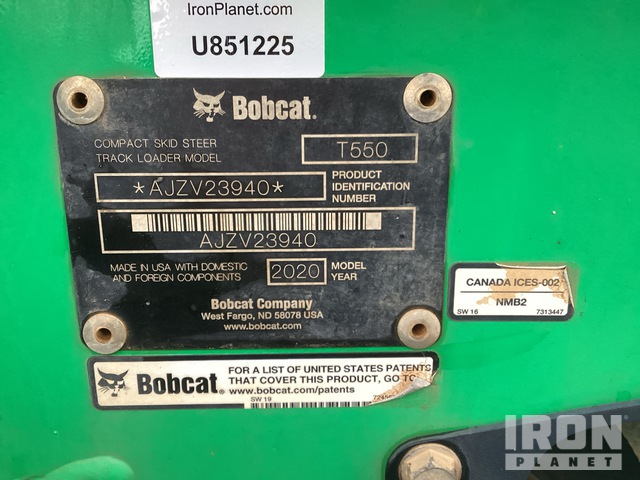 IronPlanet.com
U851225
Bobcat.
COMPACT SKID STEER
TRACK LOADER MODEL
T550
*AJZV23940*
PRODUCT
IDENTIFICATION
NUMBER
AJZV23940
MADE IN USA WITH DOMESTIC
AND FOREIGN COMPONENTS
2020
MODEL
YEAR
Bobcat Company
West Fargo, ND 58078 USA
www.bobcat.com
CANADA ICES-002
NMB2
SW 16 7313447
Bobcat.
FOR A LIST OF UNITED STATES PATENTS
THAT COVER THIS PRODUCT, GO TO
www.bobcat.com/patents
SW 19
IRON
PLANET